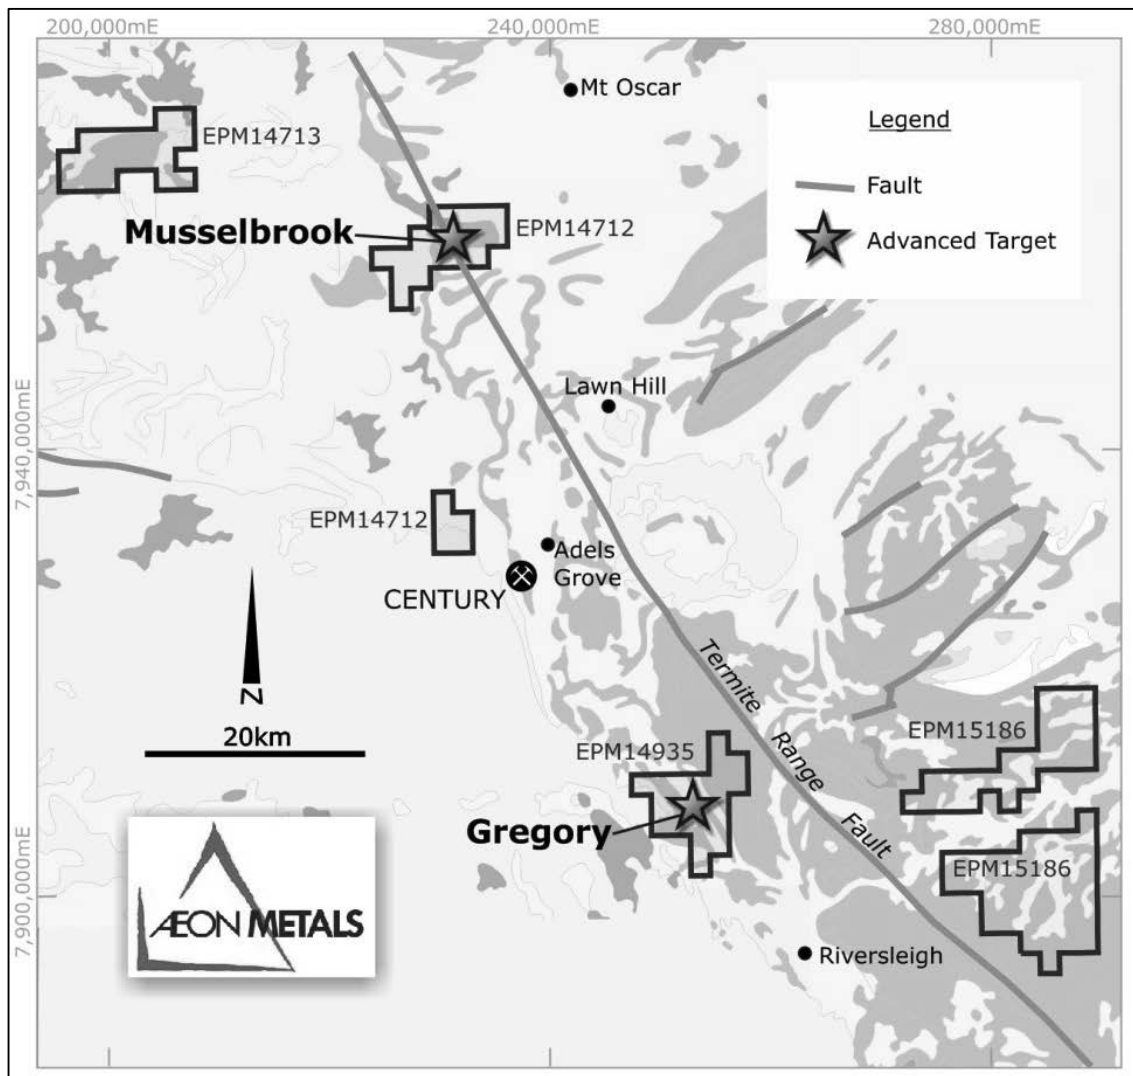 200,000mE
240,000mE
280,000mE
Mt Oscar
Legend
Fault
Advanced Target
EPM14713
Musselbrook
EPM14712
Lawn Hill
7,940,000mE
EPM14712
Adels
Grove
CENTURY
N
20km
Termite Range Fault
EPM15186
EPM14935
Gregory
EPM15186
7,900,000mE
ÆON METALS
Riversleigh